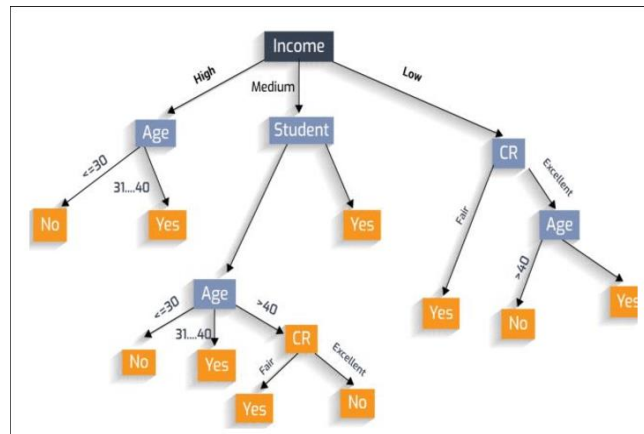 Income
High
Medium
Low
Age
Student
CR
<=30
31....40
Fair
Excellent
No
Yes
Yes
Age
>40
Age
Yes
No
Yes
<=30
31....40
>40
No
Yes
CR
Fair
Excellent
Yes
No